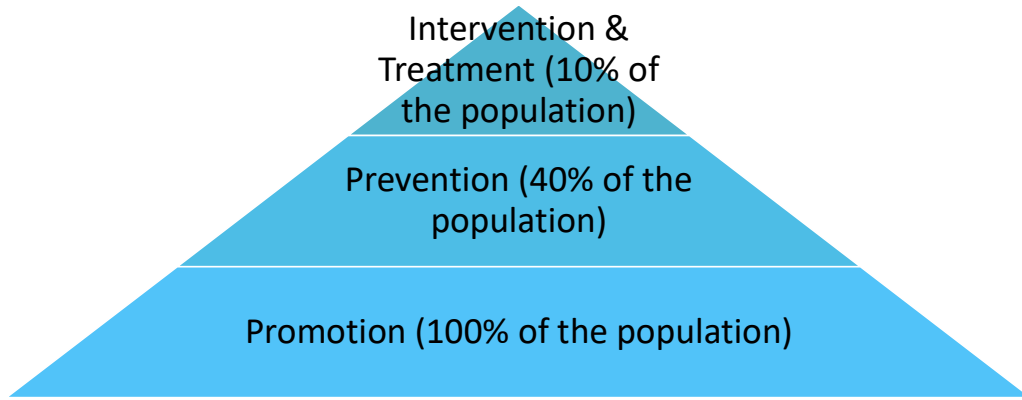 Intervention &
Treatment (10% of
the population)
Prevention (40% of the
population)
Promotion (100% of the population)